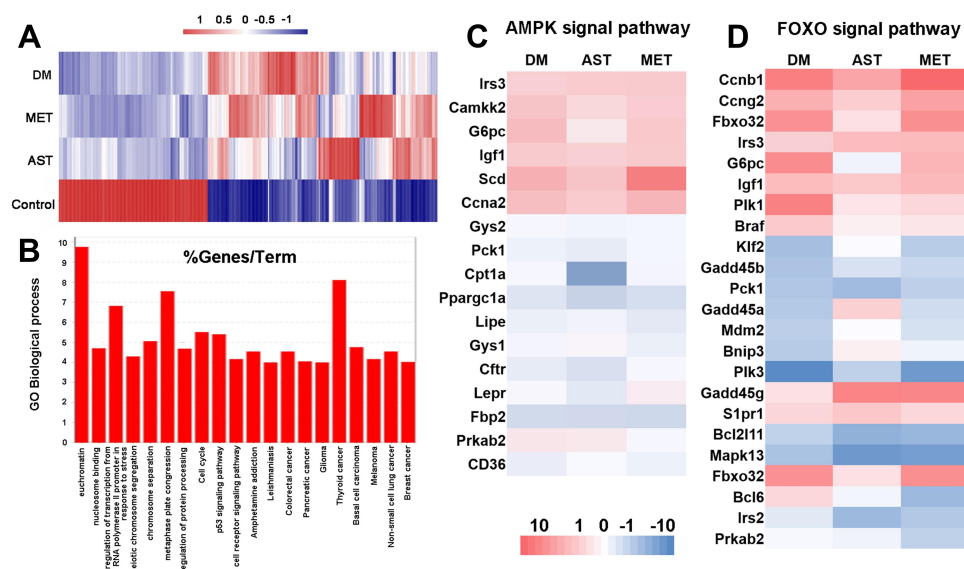 A
1 0.5 0 -0.5 -1
DM
MET
AST
Control
B
%Genes/Term
GO Biological process
10
9
8
7
6
5
4
3
2
1
0
euchromatin
nucleosome binding
regulation of transcription from
RNA polymerase II promoter in
response to stress
eiotic chromosome segregation
chromosome separation
metaphase plate congression
egulation of protein processing
Cell cycle
p53 signaling pathway
cell receptor signaling pathway
Amphetamine addiction
Leishmaniasis
Colorectal cancer
Pancreatic cancer
Glioma
Thyroid cancer
Basal cell carcinoma
Melanoma
Non-small cell lung cancer
Breast cancer
C AMPK signal pathway
DM AST MET
Irs3
Camkk2
G6pc
Igf1
Scd
Ccna2
Gys2
Pck1
Cpt1a
Ppargc1a
Lipe
Gys1
Cftr
Lepr
Fbp2
Prkab2
CD36
10 1 0 -1 -10
D FOXO signal pathway
DM AST MET
Ccnb1
Ccng2
Fbxo32
Irs3
G6pc
Igf1
Plk1
Braf
Klf2
Gadd45b
Pck1
Gadd45a
Mdm2
Bnip3
Plk3
Gadd45g
S1pr1
Bcl2l11
Mapk13
Fbxo32
Bcl6
Irs2
Prkab2